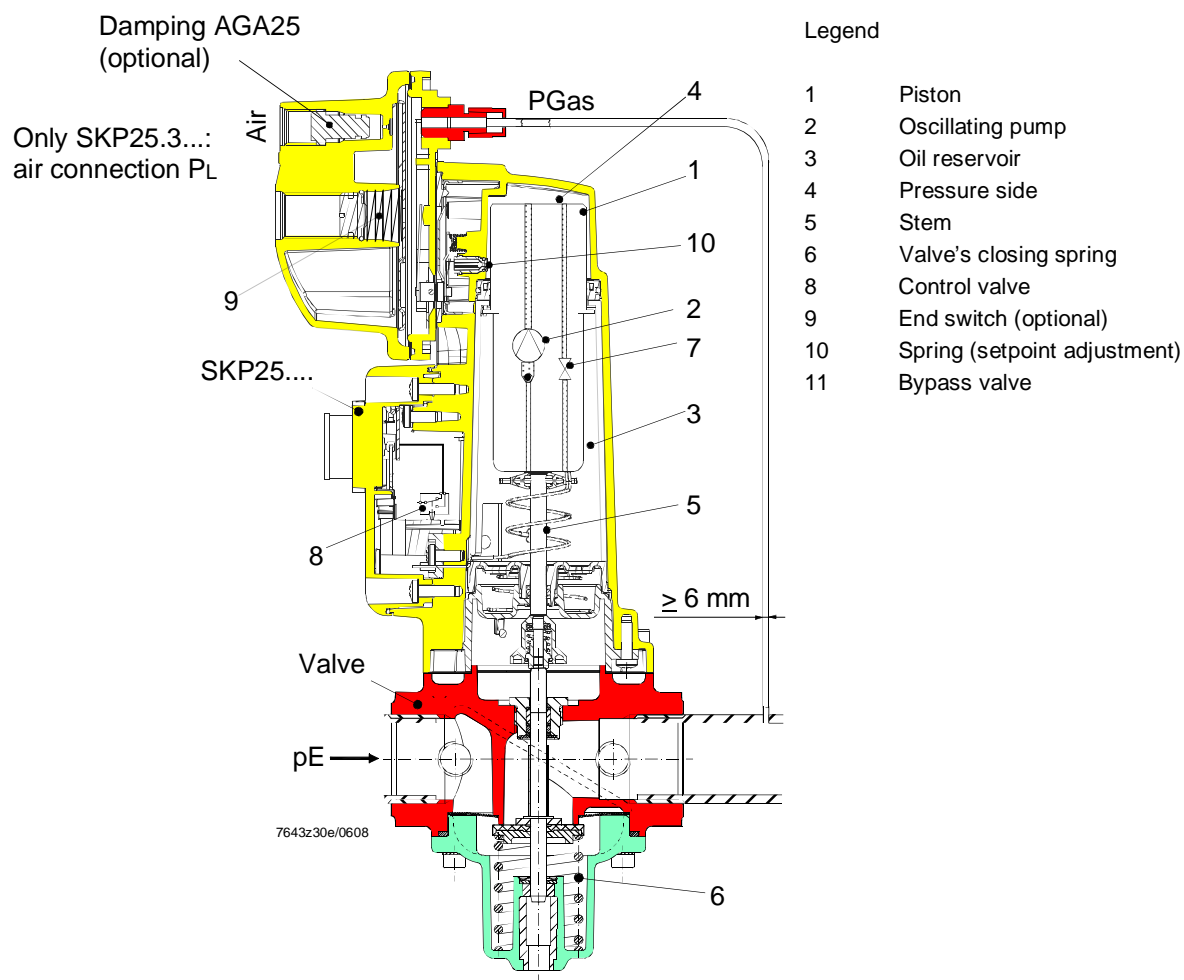 Damping AGA25
(optional)
Only SKP25.3...:
air connection PL
Air
PGas
4
1
10
9
2
7
SKP25....
3
5
8
≥ 6 mm
Valve
pE
7643z30e/0608
6
Legend
1 Piston
2 Oscillating pump
3 Oil reservoir
4 Pressure side
5 Stem
6 Valve's closing spring
8 Control valve
9 End switch (optional)
10 Spring (setpoint adjustment)
11 Bypass valve